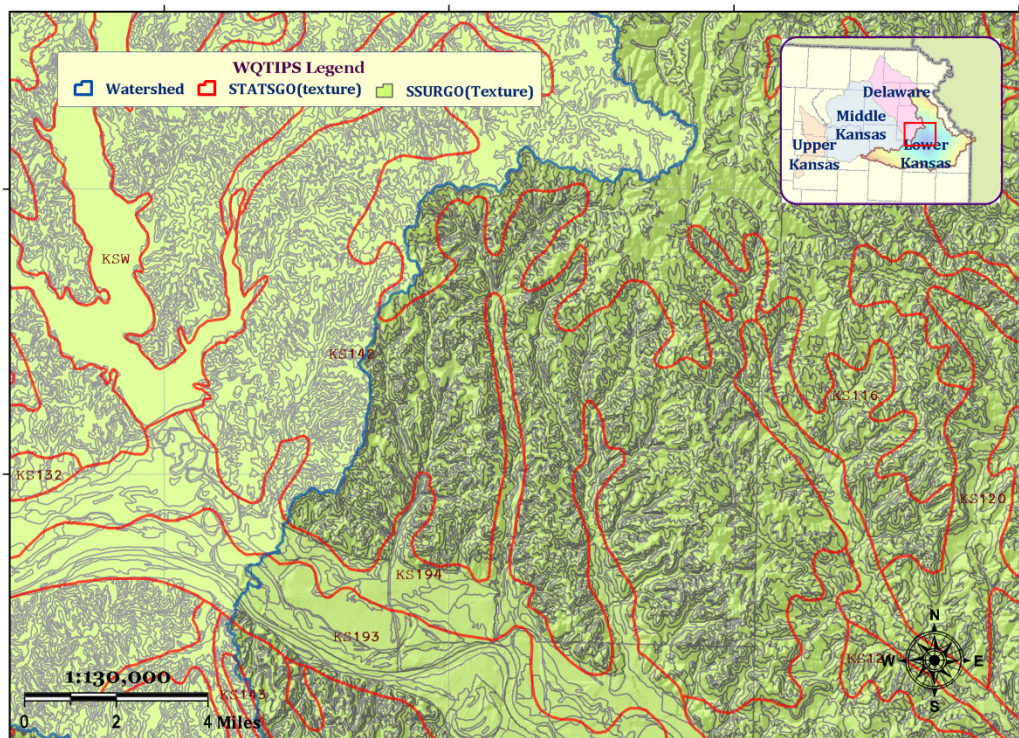 WQTIPS Legend
Watershed STATSGO(texture) SSURGO(Texture)
Delaware
Middle
Kansas
Upper
Kansas
Lower
Kansas
KSW
KS142
KS116
KS132
KS120
KS194
KS193
N
W E
S
KS143
1:130,000
0 2 4 Miles